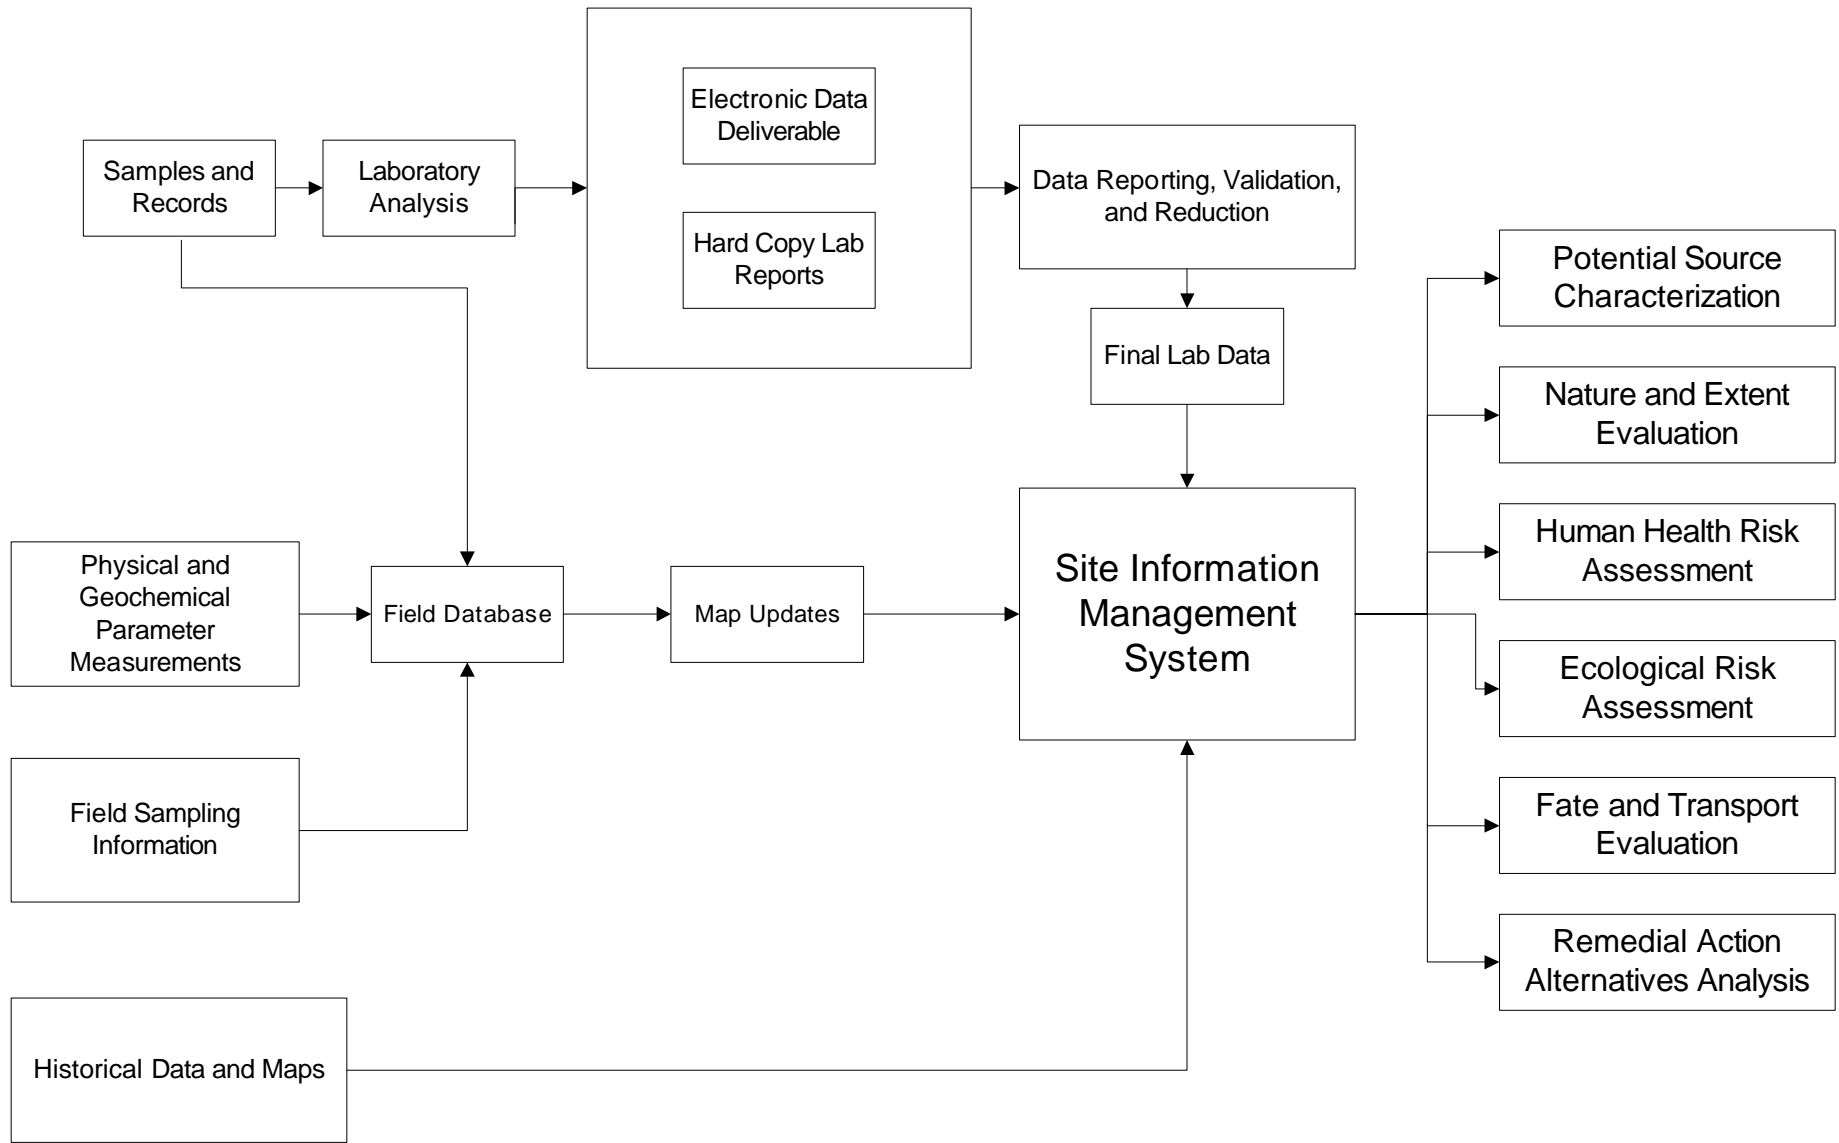 Electronic Data
Deliverable
Samples and
Records
Laboratory
Analysis
Hard Copy Lab
Reports
Data Reporting, Validation,
and Reduction
Final Lab Data
Physical and
Geochemical
Parameter
Measurements
Field Database
Map Updates
Site Information
Management
System
Field Sampling
Information
Historical Data and Maps
Potential Source
Characterization
Nature and Extent
Evaluation
Human Health Risk
Assessment
Ecological Risk
Assessment
Fate and Transport
Evaluation
Remedial Action
Alternatives Analysis